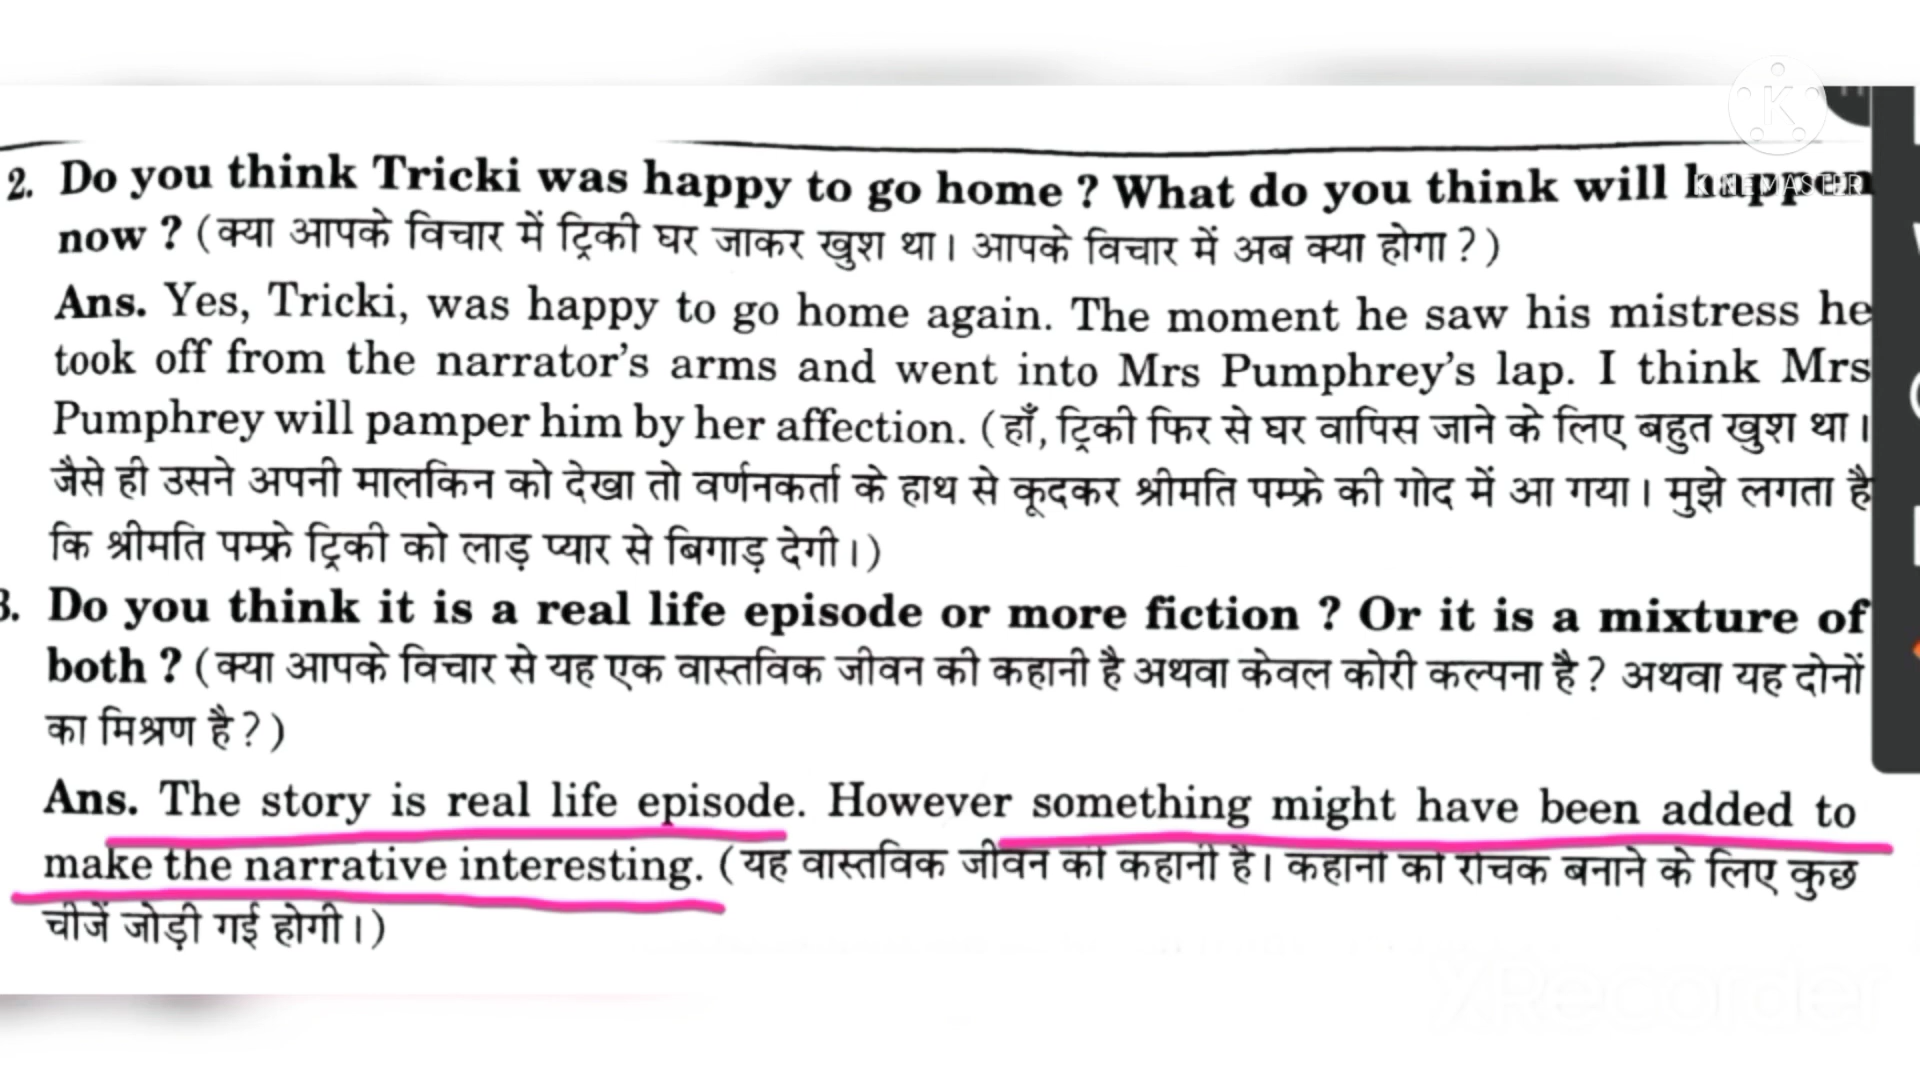 KINEMASTER
2. Do you think Tricki was happy to go home ? What do you think will happen
now ? (क्या आपके विचार में ट्रिकी घर जाकर खुश था। आपके विचार में अब क्या होगा ?)
Ans. Yes, Tricki, was happy to go home again. The moment he saw his mistress he
took off from the narrator's arms and went into Mrs Pumphrey's lap. I think Mrs
Pumphrey will pamper him by her affection. (हाँ, ट्रिकी फिर से घर वापिस जाने के लिए बहुत खुश था।
जैसे ही उसने अपनी मालकिन को देखा तो वर्णनकर्ता के हाथ से कूदकर श्रीमति पम्फ्रे की गोद में आ गया। मुझे लगता है
कि श्रीमति पम्फ्रे ट्रिकी को लाड़ प्यार से बिगाड़ देगी।)
3. Do you think it is a real life episode or more fiction ? Or it is a mixture of
both ? (क्या आपके विचार से यह एक वास्तविक जीवन की कहानी है अथवा केवल कोरी कल्पना है ? अथवा यह दोनों
का मिश्रण है ?)
Ans. The story is real life episode. However something might have been added to
make the narrative interesting. (यह वास्तविक जीवन की कहानी है। कहानी को रोचक बनाने के लिए कुछ
चीजें जोड़ी गई होगी।)
XRecorder